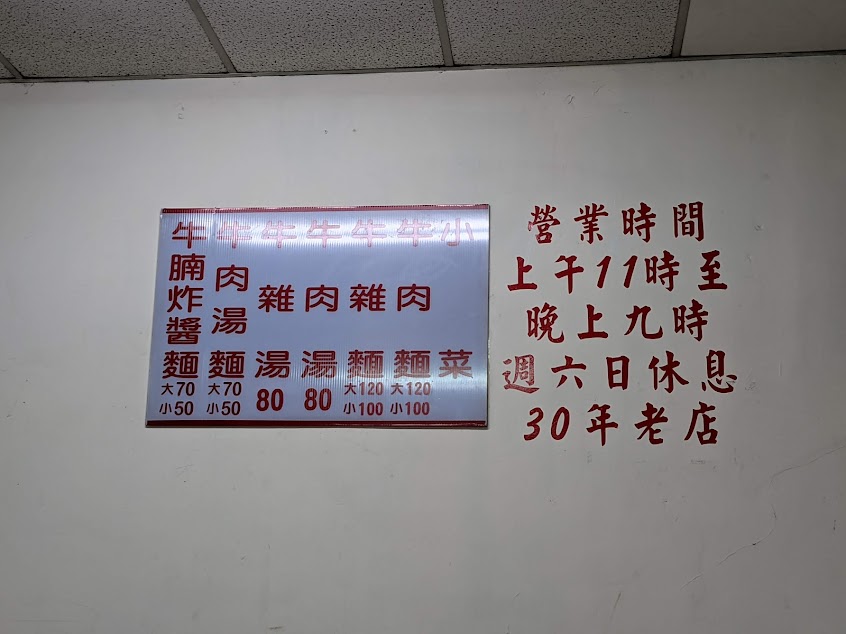 小菜
牛肉麵
大120
小100
牛雜麵
大120
小100
牛肉湯
80
牛雜湯
80
牛肉湯麵
大70
小50
牛腩炸醬麵
大70
小50
營業時間
上午11時至
晚上九時
週六日休息
30年老店